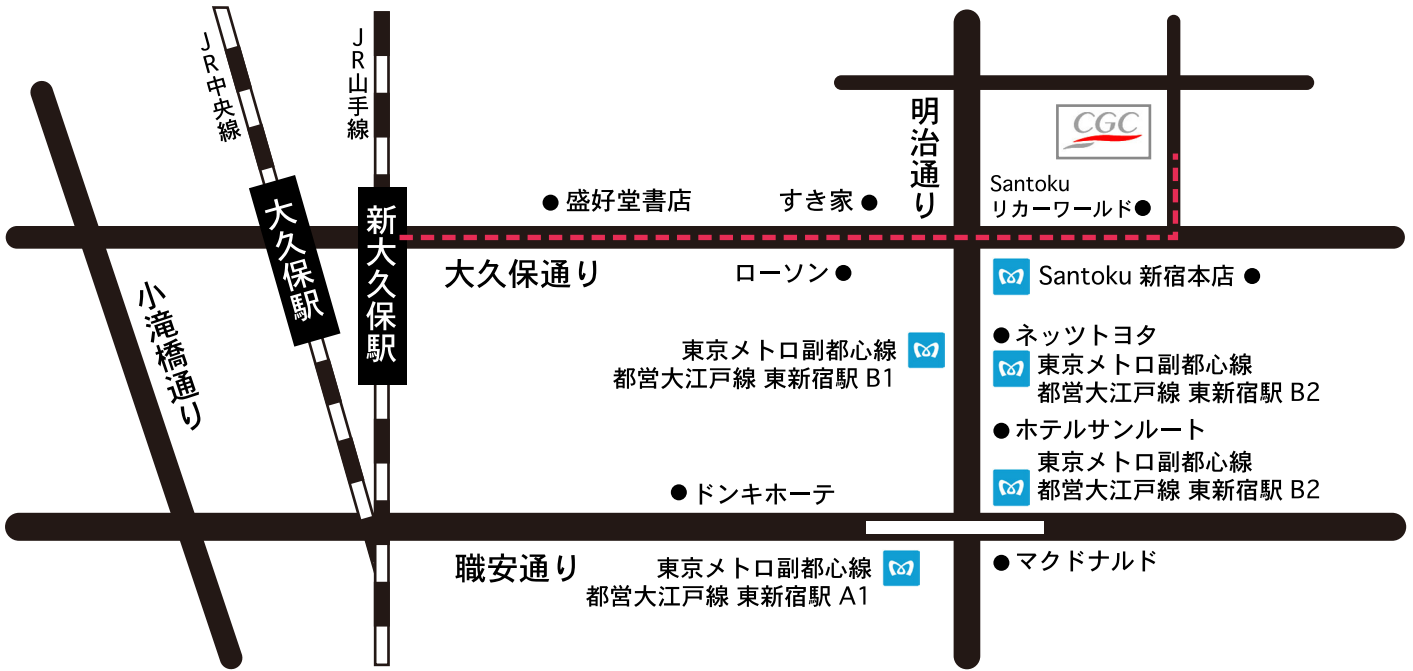 JR中央線
JR山手線
明治通り
CGC
Santoku
リカーワールド
盛好堂書店
すき家
大久保駅
新大久保駅
大久保通り
ローソン
Santoku 新宿本店
小滝橋通り
ネッツトヨタ
東京メトロ副都心線
都営大江戸線 東新宿駅 B1
東京メトロ副都心線
都営大江戸線 東新宿駅 B2
ホテルサンルート
東京メトロ副都心線
都営大江戸線 東新宿駅 B2
ドンキホーテ
職安通り
東京メトロ副都心線
都営大江戸線 東新宿駅 A1
マクドナルド